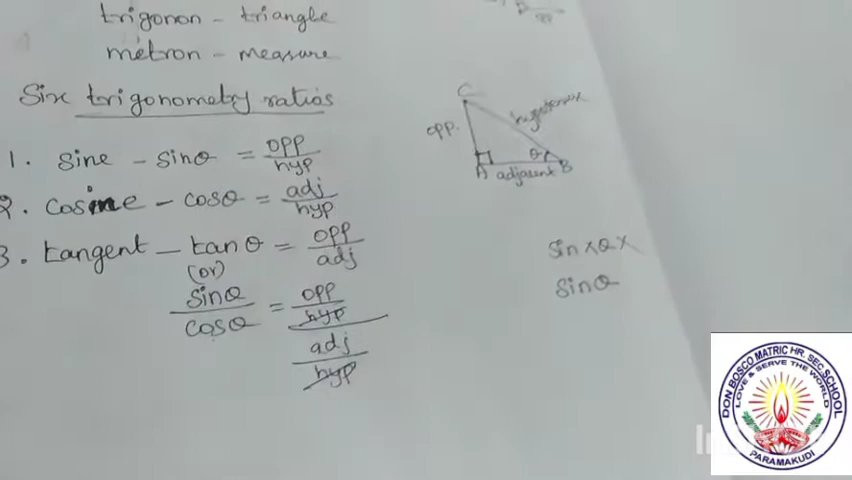 trigonon - triangle
métron - measure
Six trigonometry ratios
1. sine - sinθ = opp/hyp
2. cosine - cosθ = adj/hyp
3. tangent - tanθ = opp/adj
(or)
sinθ/cosθ = opp/hyp / adj/hyp
C
opp.
hypotenuse
θ
A adjacent B
sin x θ x
sinθ
DON BOSCO MATRIC HR. SEC. SCHOOL
LOVE & SERVE THE WORLD
PARAMAKUDI